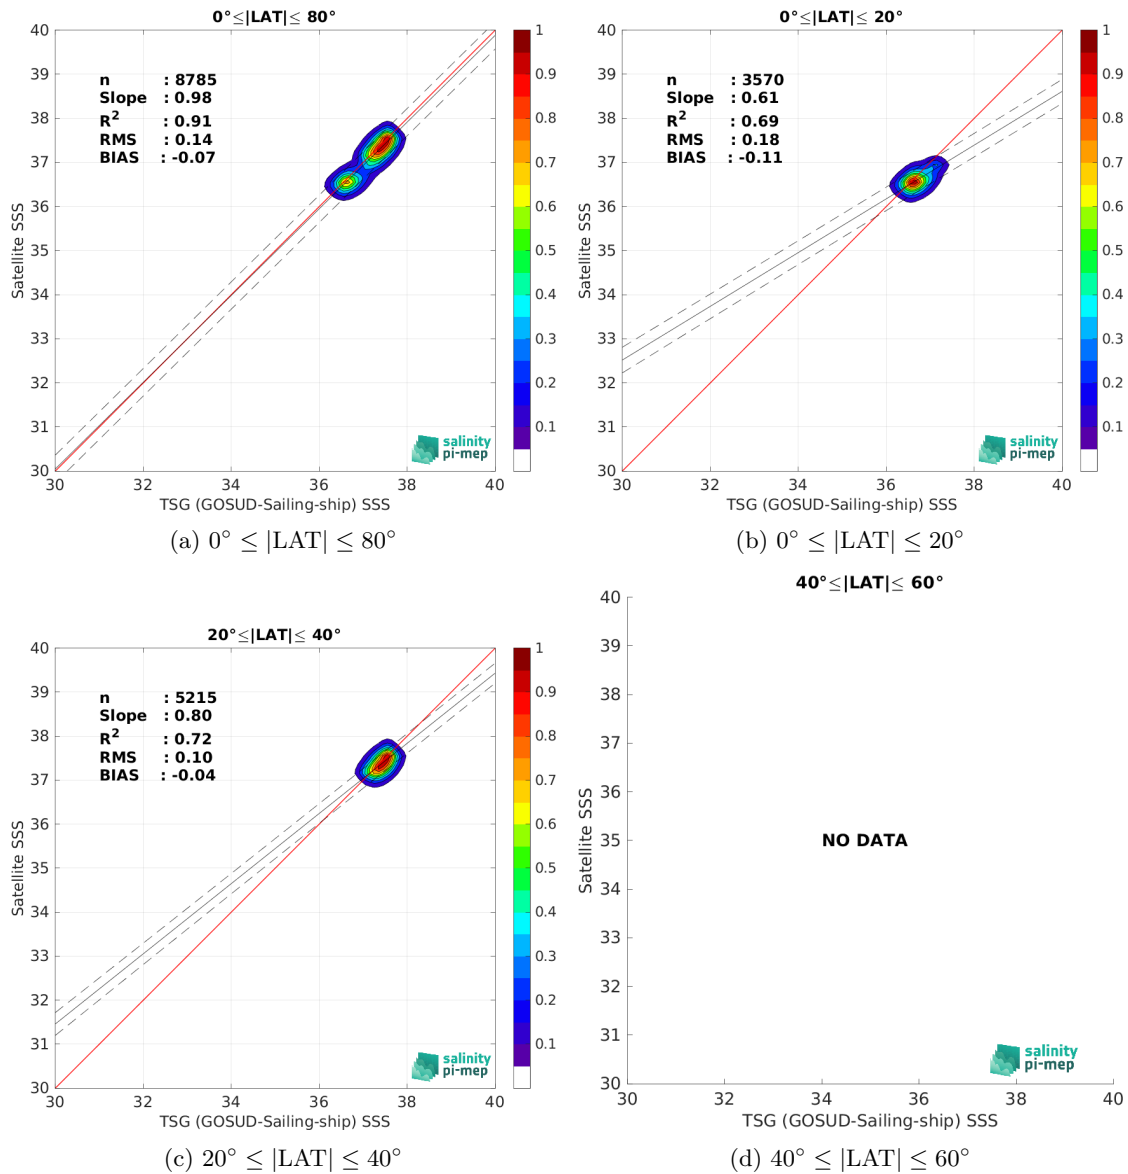 0°≤|LAT|≤ 80°
40
39
38
37
36
35
34
33
32
31
30
Satellite SSS
n : 8785
Slope : 0.98
R2 : 0.91
RMS : 0.14
BIAS : -0.07
1
0.9
0.8
0.7
0.6
0.5
0.4
0.3
0.2
0.1
salinity
pi-mep
30 32 34 36 38 40
TSG (GOSUD-Sailing-ship) SSS
(a) 0° ≤ |LAT| ≤ 80°
0°≤|LAT|≤ 20°
40
39
38
37
36
35
34
33
32
31
30
Satellite SSS
n : 3570
Slope : 0.61
R2 : 0.69
RMS : 0.18
BIAS : -0.11
1
0.9
0.8
0.7
0.6
0.5
0.4
0.3
0.2
0.1
salinity
pi-mep
30 32 34 36 38 40
TSG (GOSUD-Sailing-ship) SSS
(b) 0° ≤ |LAT| ≤ 20°
20°≤|LAT|≤ 40°
40
39
38
37
36
35
34
33
32
31
30
Satellite SSS
n : 5215
Slope : 0.80
R2 : 0.72
RMS : 0.10
BIAS : -0.04
1
0.9
0.8
0.7
0.6
0.5
0.4
0.3
0.2
0.1
salinity
pi-mep
30 32 34 36 38 40
TSG (GOSUD-Sailing-ship) SSS
(c) 20° ≤ |LAT| ≤ 40°
40°≤|LAT|≤ 60°
40
39
38
37
36
35
34
33
32
31
30
Satellite SSS
NO DATA
salinity
pi-mep
30 32 34 36 38 40
TSG (GOSUD-Sailing-ship) SSS
(d) 40° ≤ |LAT| ≤ 60°